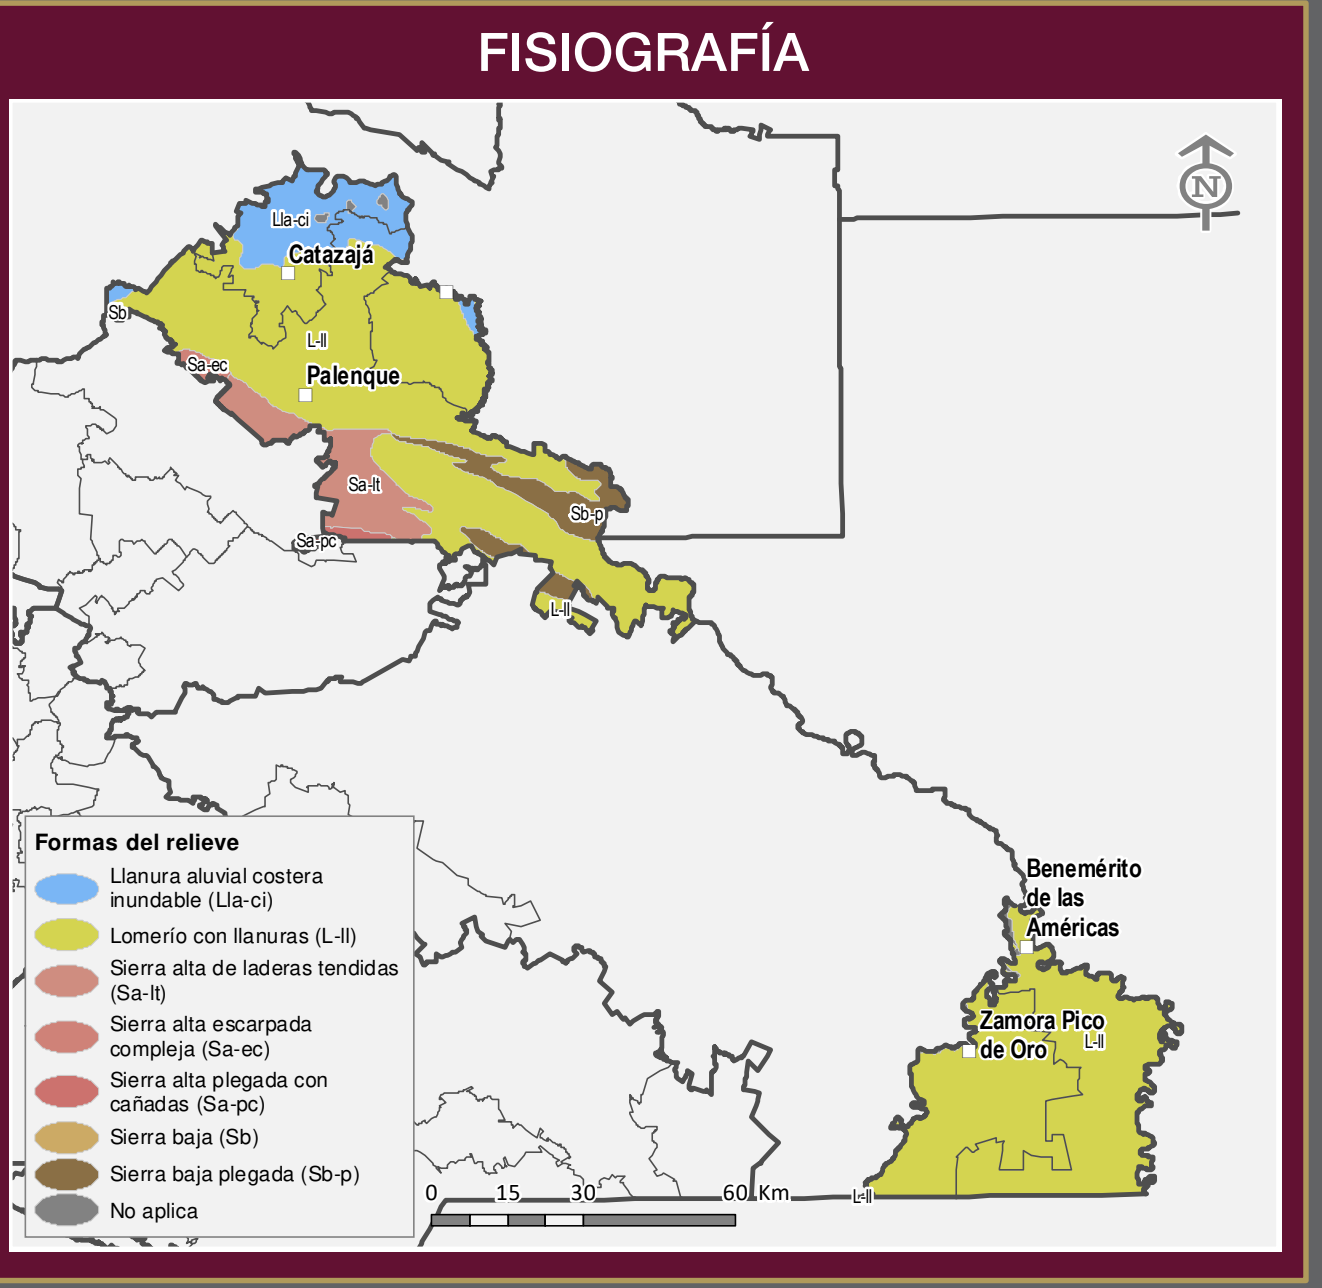 FISIOGRAFÍA
N
Lla-ci
Catazajá
Sb
L-ll
Sa-ec
Palenque
Sa-lt
Sb-p
Sa-pc
L-ll
Benemérito
de las
Américas
Zamora Pico
de Oro
L-ll
L-ll
Formas del relieve
Llanura aluvial costera
inundable (Lla-ci)
Lomerío con llanuras (L-ll)
Sierra alta de laderas tendidas
(Sa-lt)
Sierra alta escarpada
compleja (Sa-ec)
Sierra alta plegada con
cañadas (Sa-pc)
Sierra baja (Sb)
Sierra baja plegada (Sb-p)
No aplica
0 15 30 60 Km